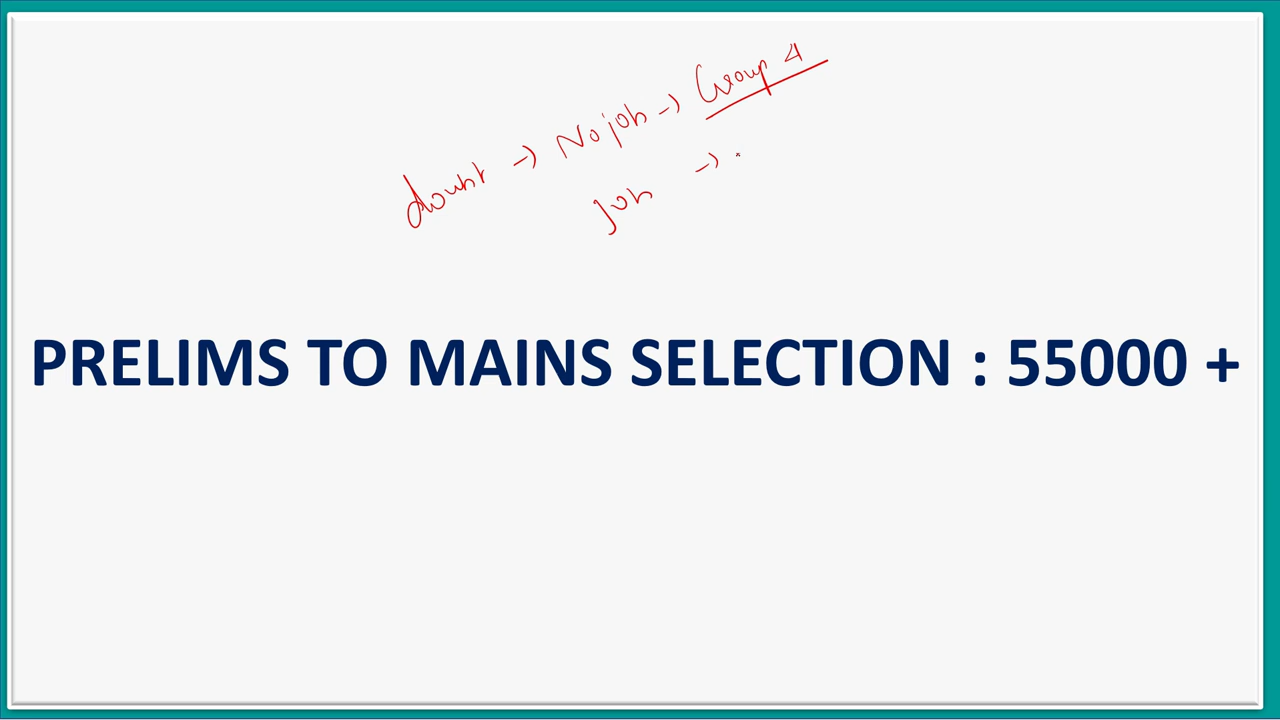 doubt → No job → Group 4
job →
PRELIMS TO MAINS SELECTION : 55000 +